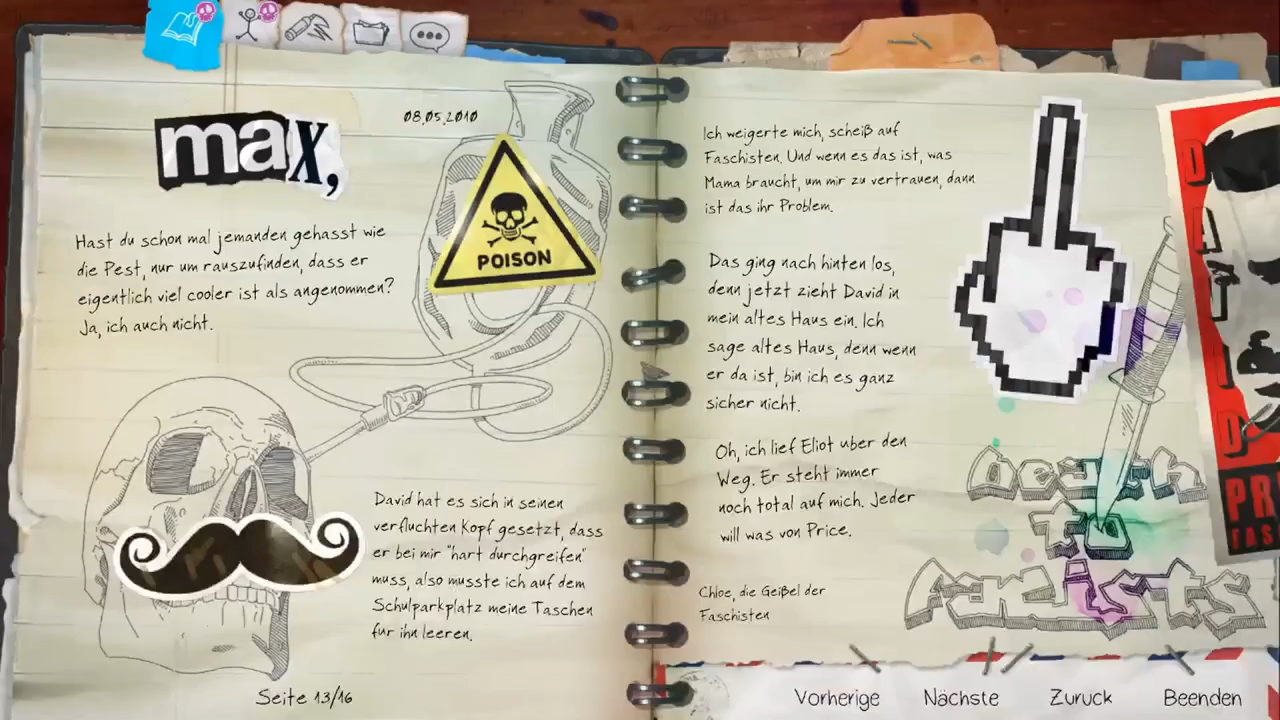 max,
08.05.2010
POISON
Hast du schon mal jemanden gehasst wie
die Pest, nur um rauszufinden, dass er
eigentlich viel cooler ist als angenommen?
Ja, ich auch nicht.
David hat es sich in seinen
verfluchten Kopf gesetzt, dass
er bei mir "hart durchgreifen"
muss, also musste ich auf dem
Schulparkplatz meine Taschen
fur ihn leeren.
Seite 13/16
Ich weigerte mich, scheiß auf
Faschisten. Und wenn es das ist, was
Mama braucht, um mir zu vertrauen, dann
ist das ihr Problem.
Das ging nach hinten los,
denn jetzt zieht David in
mein altes Haus ein. Ich
sage altes Haus, denn wenn
er da ist, bin ich es ganz
sicher nicht.
Oh, ich lief Eliot uber den
Weg. Er steht immer
noch total auf mich. Jeder
will was von Price.
Chloe, die Geißel der
Faschisten
DAVID
PR
FAS
Death
to
Vorherige Nächste Zuruck Beenden